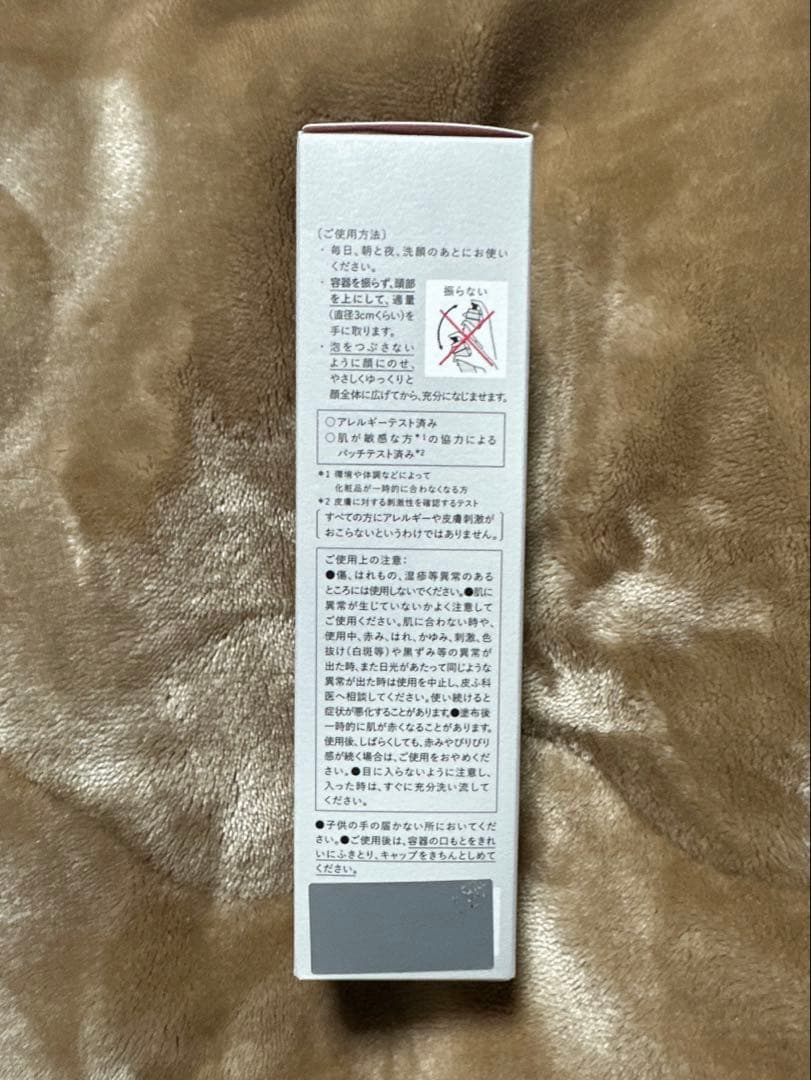 〔ご使用方法〕
・毎日、朝と夜、洗顔のあとにお使い
ください。
・容器を振らず、頭部
を上にして、適量
(直径3cmくらい)を
手に取ります。
振らない
・泡をつぶさない
ように顔にのせ、
やさしくゆっくりと
顔全体に広げてから、充分になじませます。
○アレルギーテスト済み
○肌が敏感な方*1の協力による
パッチテスト済み*2
*1 環境や体調などによって
化粧品が一時的に合わなくなる方
*2 皮膚に対する刺激性を確認するテスト
〔すべての方にアレルギーや皮膚刺激が
おこらないというわけではありません。〕
ご使用上の注意:
●傷、はれもの、湿疹等異常のある
ところには使用しないでください。●肌に
異常が生じていないかよく注意して
ご使用ください。肌に合わない時や、
使用中、赤み、はれ、かゆみ、刺激、色
抜け(白斑等)や黒ずみ等の異常が
出た時、また日光があたって同じような
異常が出た時は使用を中止し、皮ふ科
医へ相談してください。使い続けると
症状が悪化することがあります。●塗布後
一時的に肌が赤くなることがあります。
使用後、しばらくしても、赤みやぴりぴり
感が続く場合は、ご使用をおやめくだ
さい。●目に入らないように注意し、
入った時は、すぐに充分洗い流して
ください。
●子供の手の届かない所においてくだ
さい。●ご使用後は、容器の口もとをきれ
いにふきとり、キャップをきちんとしめて
ください。